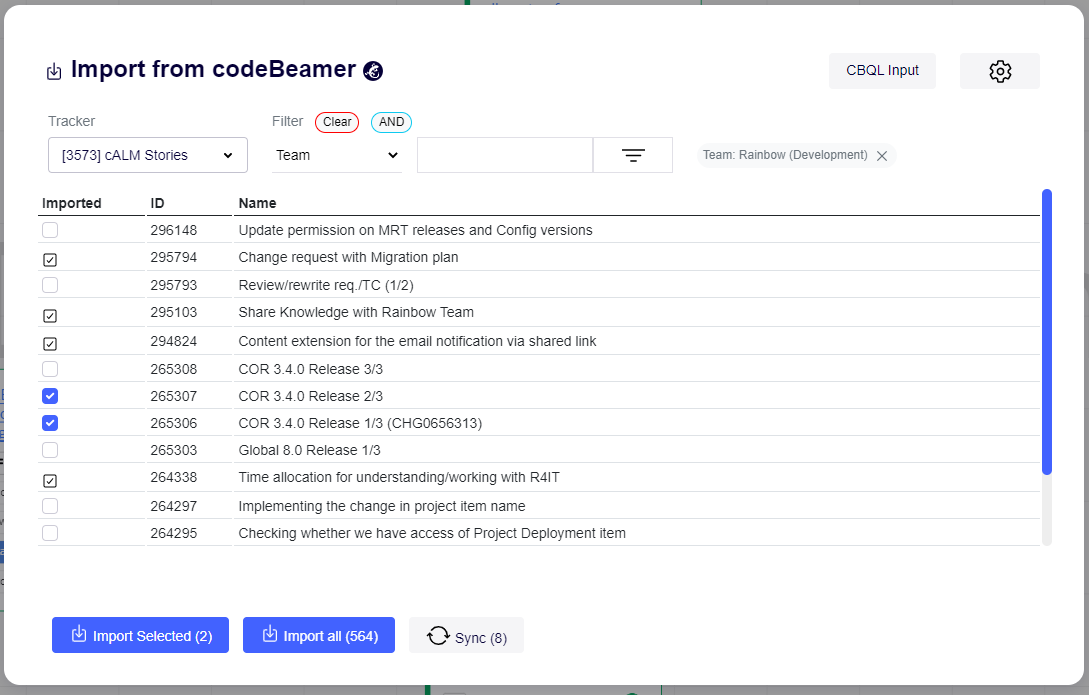 Import from codeBeamer
CBQL Input
Tracker
Filter Clear AND
[3573] cALM Stories
Team
Team: Rainbow (Development)
Imported ID Name
296148 Update permission on MRT releases and Config versions
295794 Change request with Migration plan
295793 Review/rewrite req./TC (1/2)
295103 Share Knowledge with Rainbow Team
294824 Content extension for the email notification via shared link
265308 COR 3.4.0 Release 3/3
265307 COR 3.4.0 Release 2/3
265306 COR 3.4.0 Release 1/3 (CHG0656313)
265303 Global 8.0 Release 1/3
264338 Time allocation for understanding/working with R4IT
264297 Implementing the change in project item name
264295 Checking whether we have access of Project Deployment item
Import Selected (2)
Import all (564)
Sync (8)